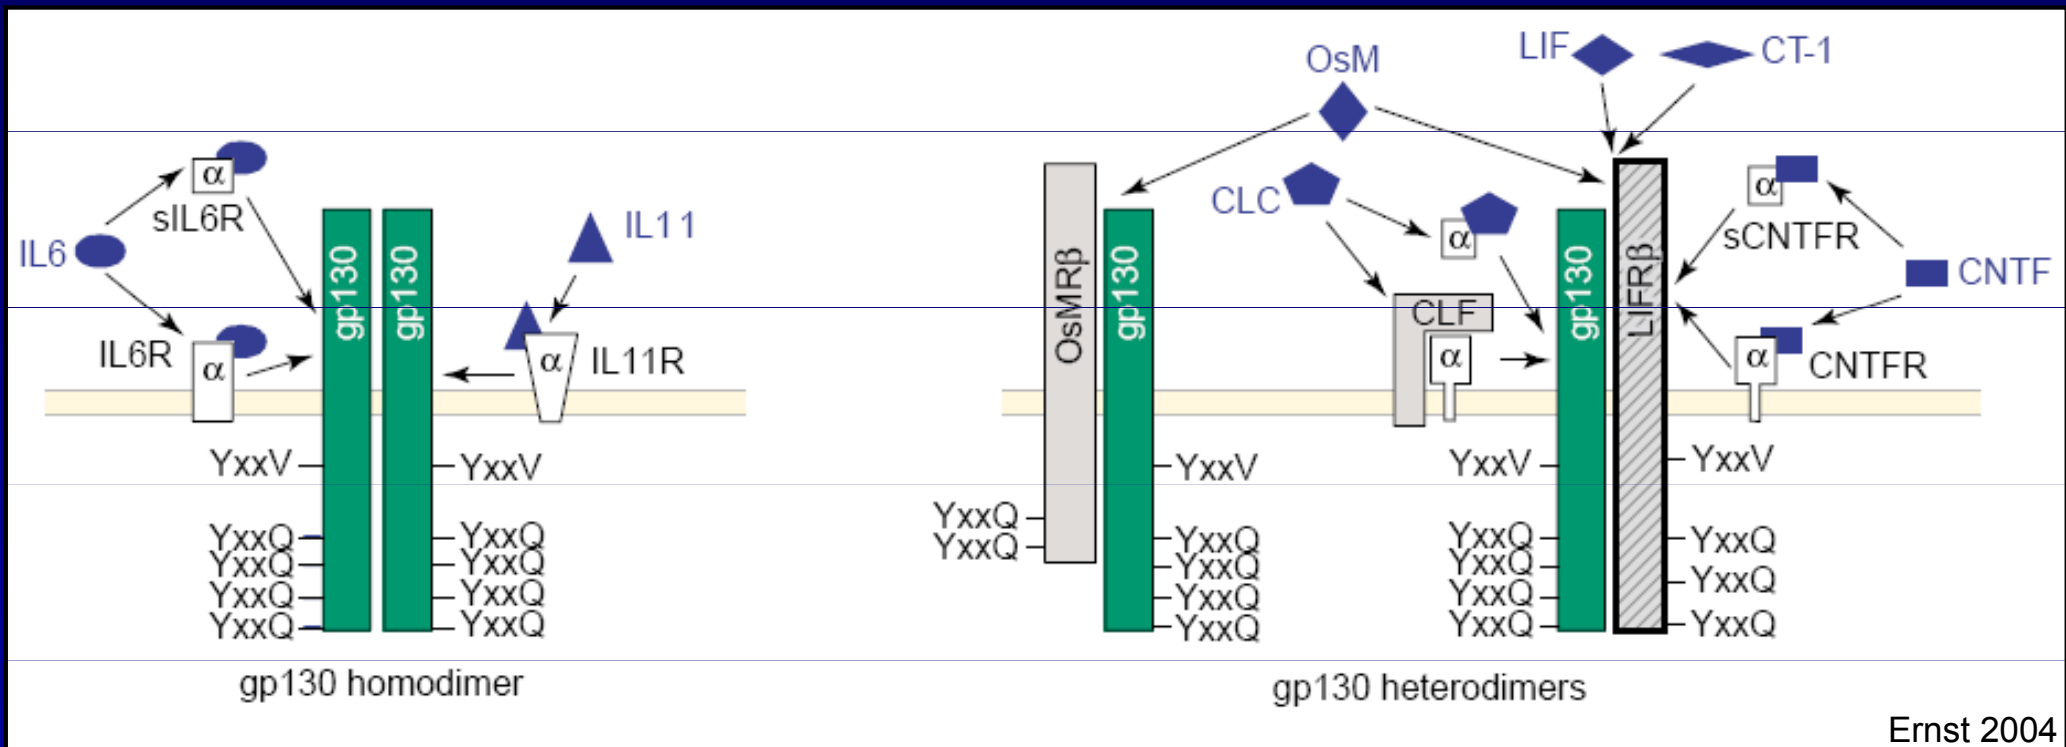 OsM
LIF
CT-1
α
sIL6R
IL6
IL11
IL6R
α
gp130
gp130
α
IL11R
YxxV
YxxV
YxxQ
YxxQ
YxxQ
YxxQ
YxxQ
YxxQ
YxxQ
YxxQ
gp130 homodimer
CLC
α
OsMRβ
gp130
CLF
α
gp130
LIFRβ
α
sCNTFR
CNTF
α
CNTFR
YxxV
YxxV
YxxV
YxxQ
YxxQ
YxxQ
YxxQ
YxxQ
YxxQ
YxxQ
YxxQ
YxxQ
YxxQ
YxxQ
YxxQ
YxxQ
gp130 heterodimers
Ernst 2004